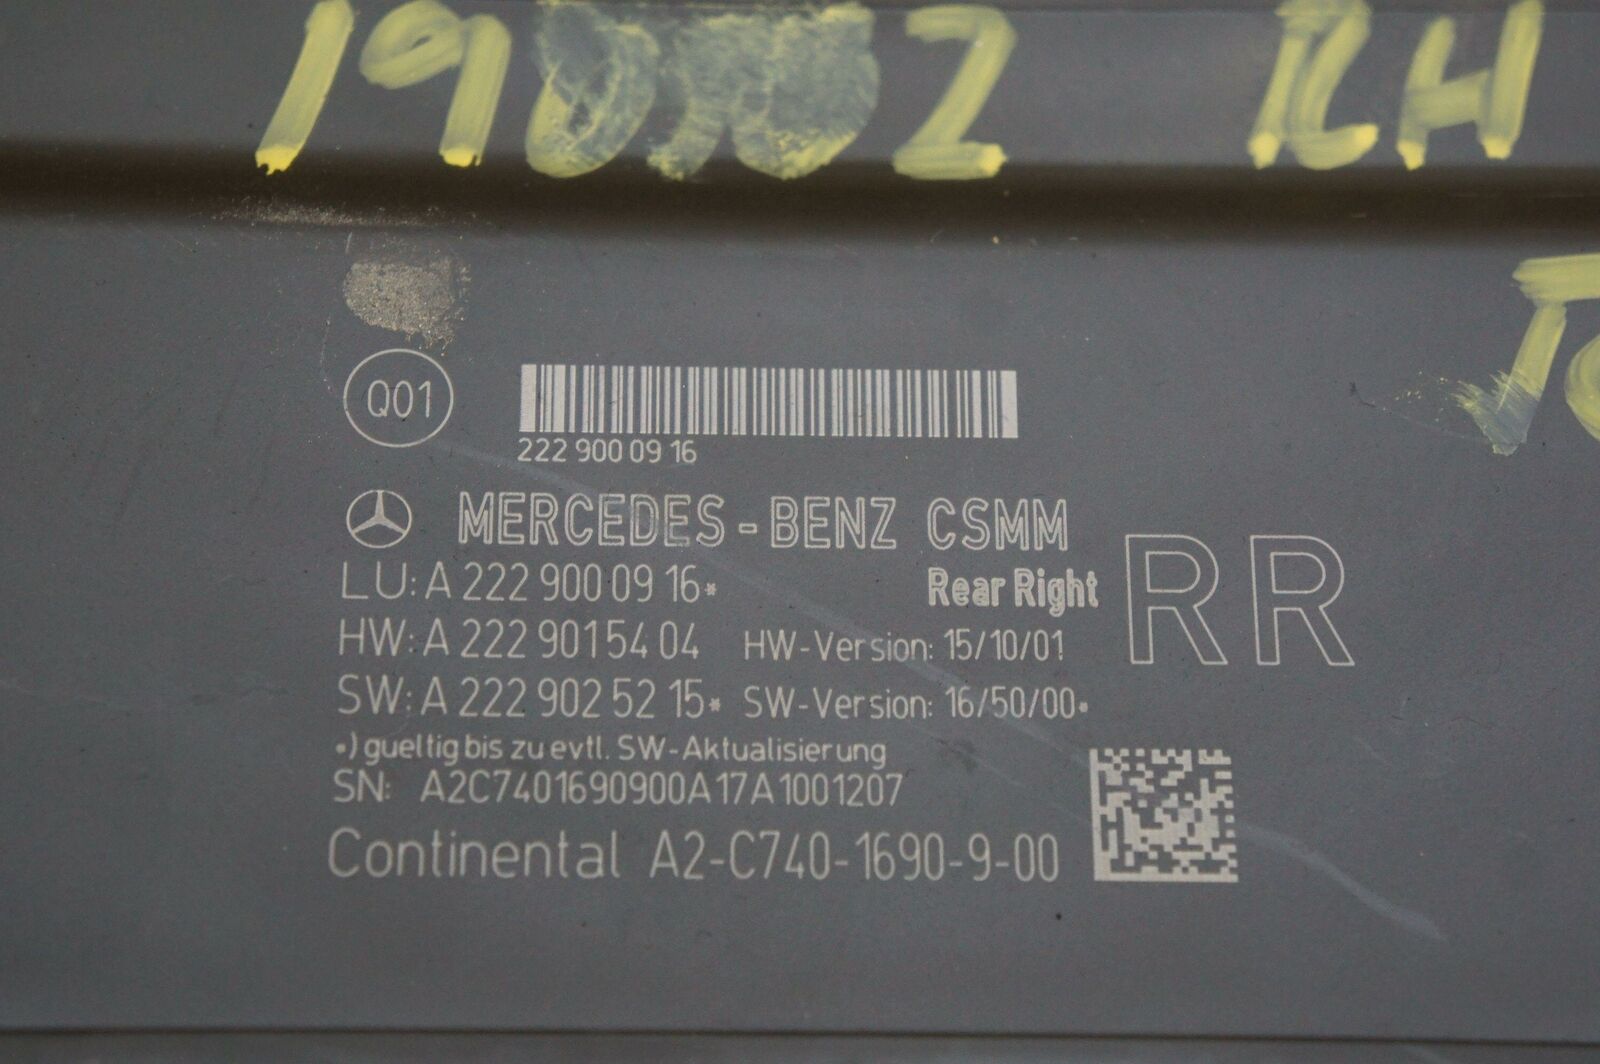 RH
Q01
222 900 09 16
MERCEDES-BENZ CSMM
LU: A 222 900 09 16*
Rear Right
RR
HW: A 222 901 54 04 HW-Version: 15/10/01
SW: A 222 902 52 15* SW-Version: 16/50/00*
*) gueltig bis zu evtl. SW-Aktualisierung
SN: A2C7401690900A17A1001207
Continental A2-C740-1690-9-00